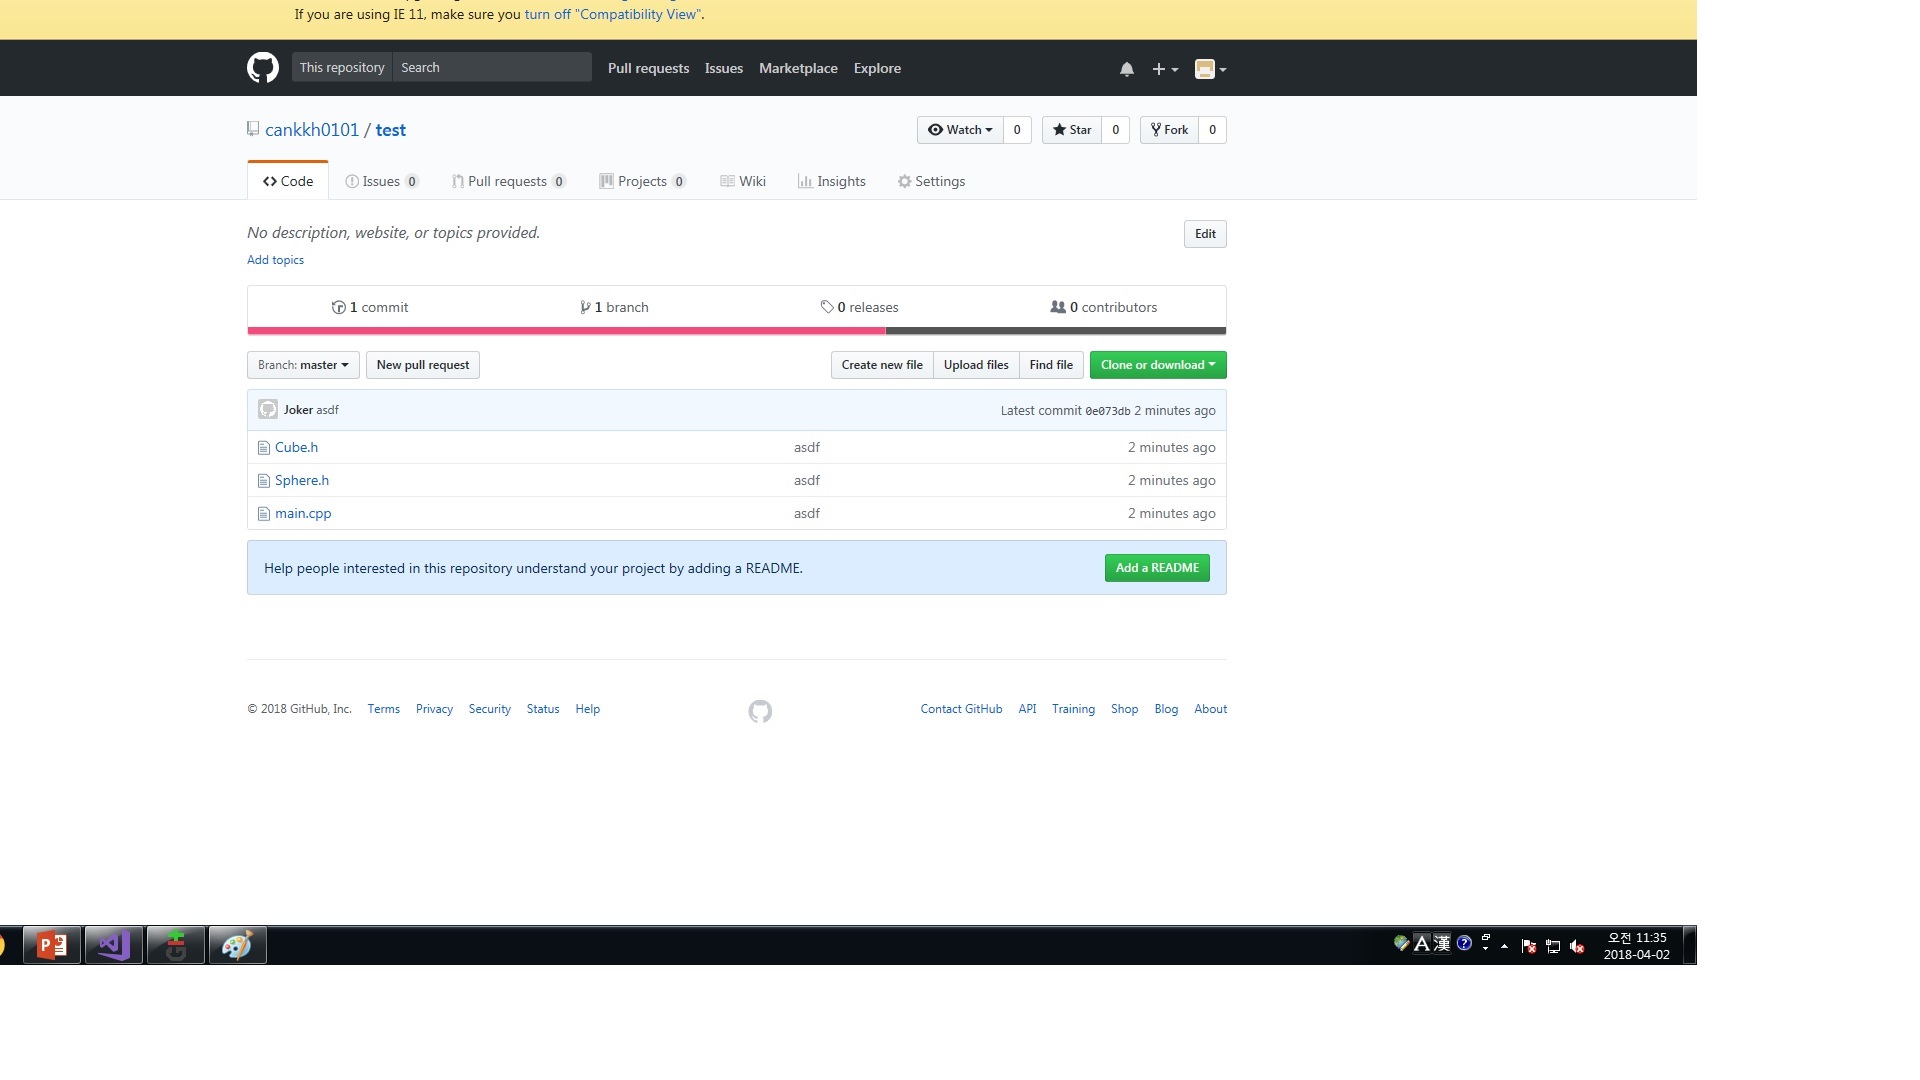 If you are using IE 11, make sure you turn off "Compatibility View".
This repository Search Pull requests Issues Marketplace Explore
cankkh0101 / test Watch 0 Star 0 Fork 0
Code Issues 0 Pull requests 0 Projects 0 Wiki Insights Settings
No description, website, or topics provided. Edit
Add topics
1 commit 1 branch 0 releases 0 contributors
Branch: master New pull request Create new file Upload files Find file Clone or download
Joker asdf Latest commit 0e073db 2 minutes ago
Cube.h asdf 2 minutes ago
Sphere.h asdf 2 minutes ago
main.cpp asdf 2 minutes ago
Help people interested in this repository understand your project by adding a README. Add a README
© 2018 GitHub, Inc. Terms Privacy Security Status Help Contact GitHub API Training Shop Blog About
A 漢 오전 11:35
2018-04-02